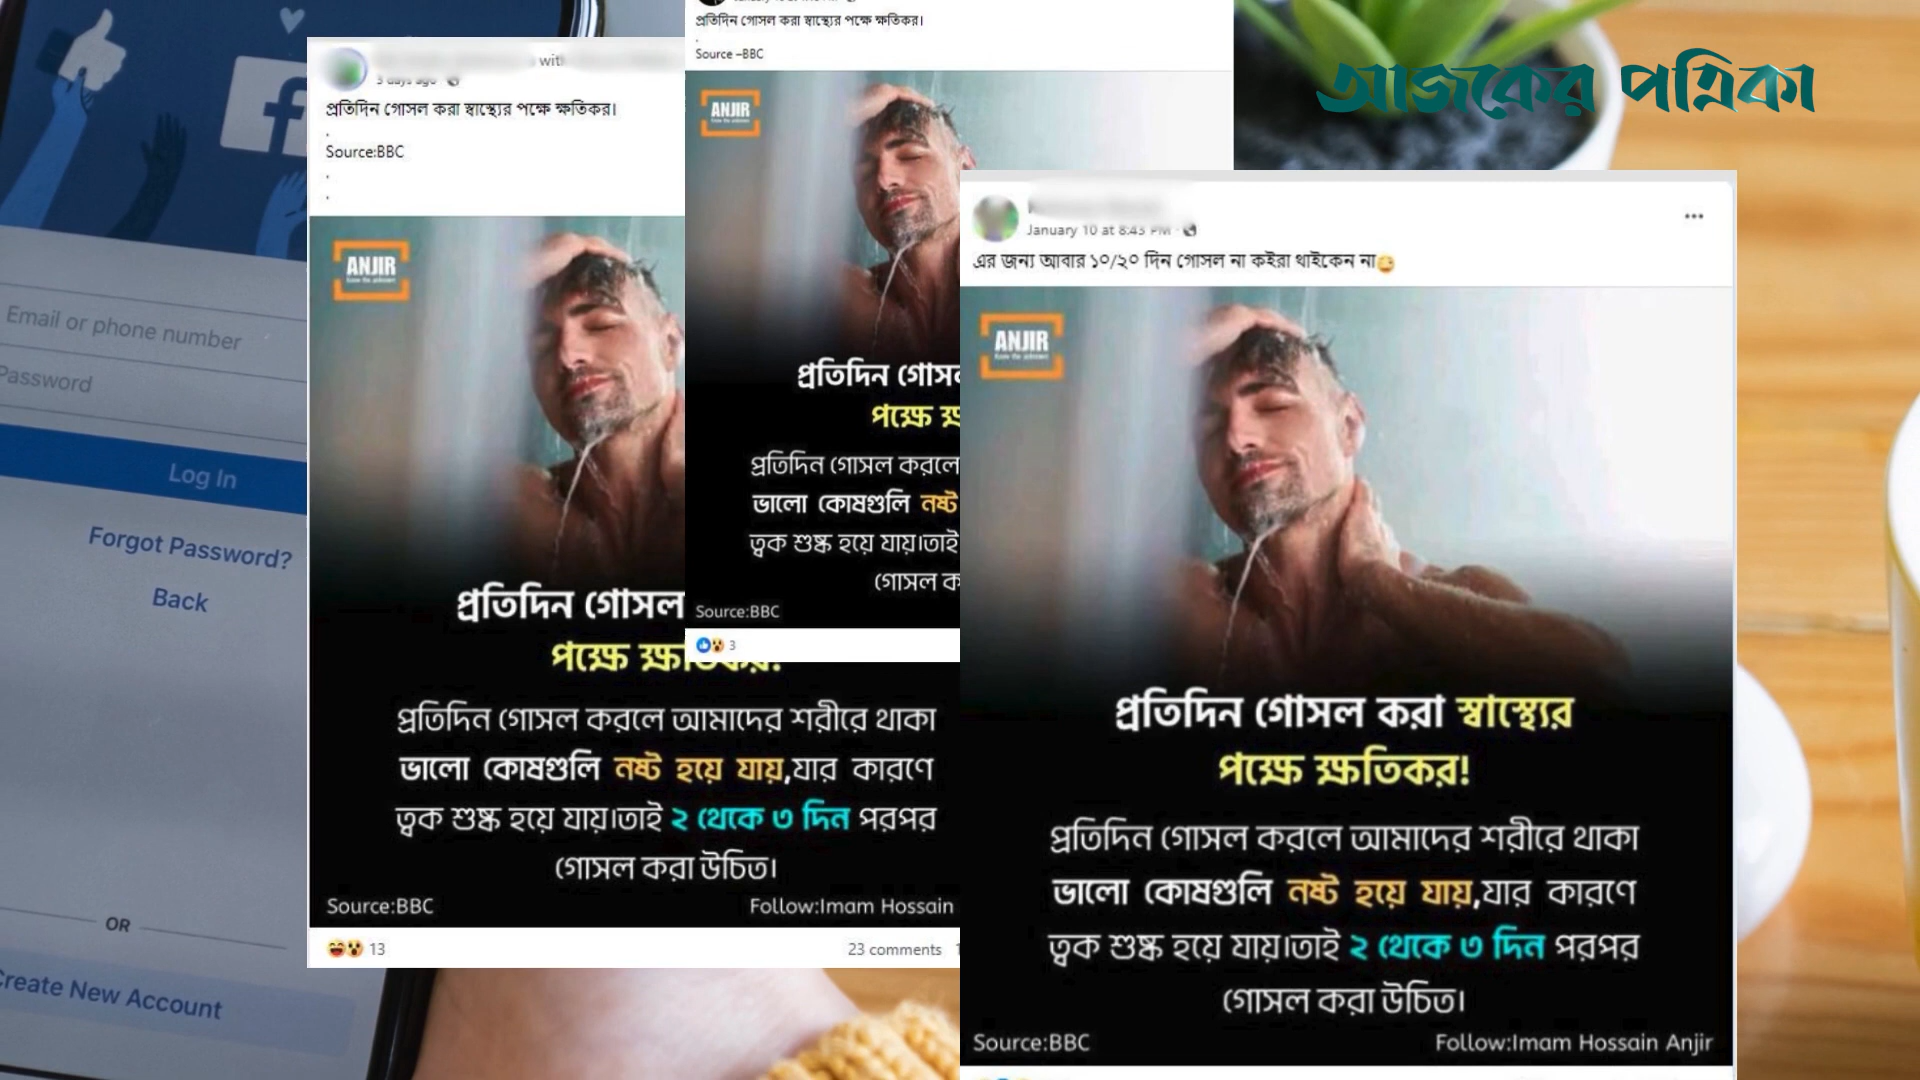 আজকের পত্রিকা
Email or phone number
Password
Log In
Forgot Password?
Back
OR
Create New Account
3 days ago
প্রতিদিন গোসল করা স্বাস্থ্যের পক্ষে ক্ষতিকর।
.
Source:BBC
.
.
ANJIR
প্রতিদিন গোসল
পক্ষে ক্ষতিকর!
প্রতিদিন গোসল করলে আমাদের শরীরে থাকা
ভালো কোষগুলি নষ্ট হয়ে যায়,যার কারণে
ত্বক শুষ্ক হয়ে যায়।তাই ২ থেকে ৩ দিন পরপর
গোসল করা উচিত।
Source:BBC Follow:Imam Hossain
13 23 comments
প্রতিদিন গোসল করা স্বাস্থ্যের পক্ষে ক্ষতিকর।
.
Source –BBC
ANJIR
প্রতিদিন
পক্ষে
প্রতিদিন গোসল করলে
ভালো কোষগুলি নষ্ট
ত্বক শুষ্ক হয়ে যায়।তাই
গোসল
Source:BBC
3
January 10 at 8:43 PM
এর জন্য আবার ১০/২০ দিন গোসল না কইরা থাইকেন না😜
ANJIR
Know the unknown
প্রতিদিন গোসল করা স্বাস্থ্যের
পক্ষে ক্ষতিকর!
প্রতিদিন গোসল করলে আমাদের শরীরে থাকা
ভালো কোষগুলি নষ্ট হয়ে যায়,যার কারণে
ত্বক শুষ্ক হয়ে যায়।তাই ২ থেকে ৩ দিন পরপর
গোসল করা উচিত।
Source:BBC Follow:Imam Hossain Anjir